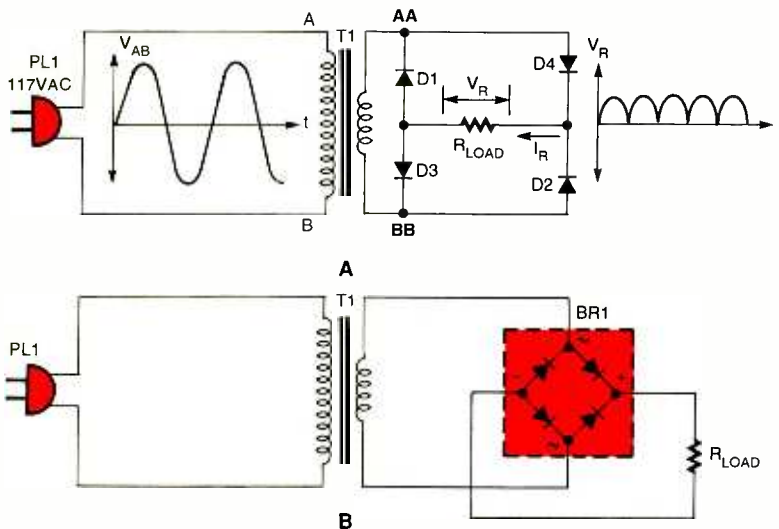 A
AA
T1
V_AB
V_R
PL1
117VAC
D1
D4
V_R
t
R_LOAD
I_R
D3
D2
B
BB
A
T1
BR1
PL1
~
-
+
~
R_LOAD
B